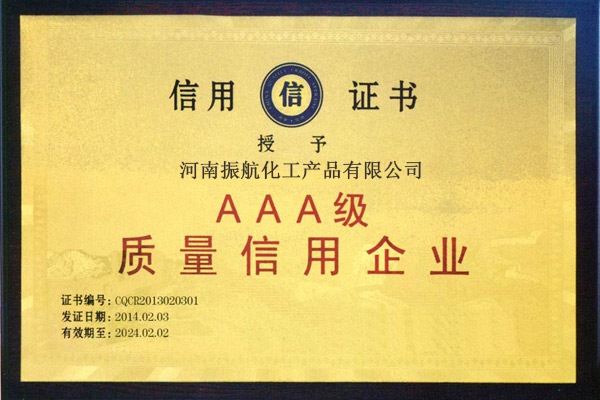 信用 信 证书
授予
河南振航化工产品有限公司
AAA级
质量信用企业
证书编号: CQCR2013020301
发证日期: 2014.02.03
有效期至: 2024.02.02